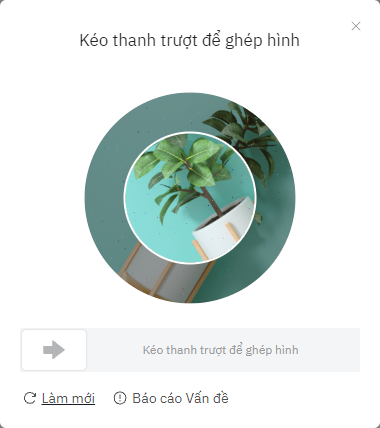 Kéo thanh trượt để ghép hình
Kéo thanh trượt để ghép hình
Làm mới
Báo cáo Vấn đề